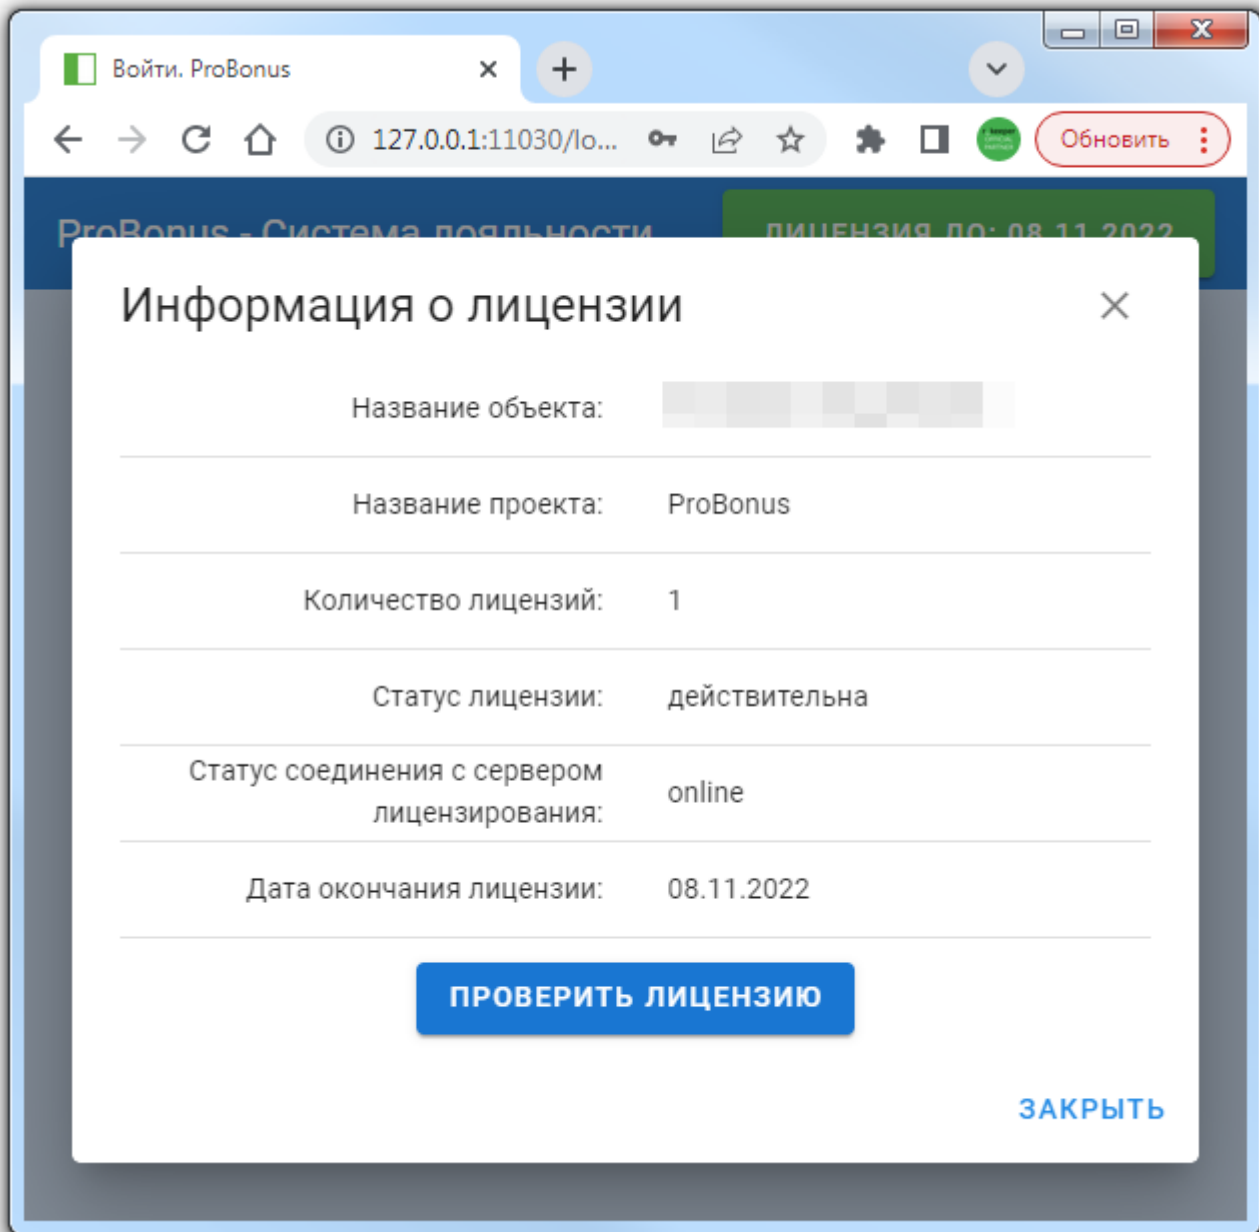 Войти. ProBonus
127.0.0.1:11030/lo...
Обновить
ProBonus - Система лояльности
ЛИЦЕНЗИЯ ДО: 08.11.2022
Информация о лицензии
Название объекта:
Название проекта: ProBonus
Количество лицензий: 1
Статус лицензии: действительна
Статус соединения с сервером
лицензирования: online
Дата окончания лицензии: 08.11.2022
ПРОВЕРИТЬ ЛИЦЕНЗИЮ
ЗАКРЫТЬ